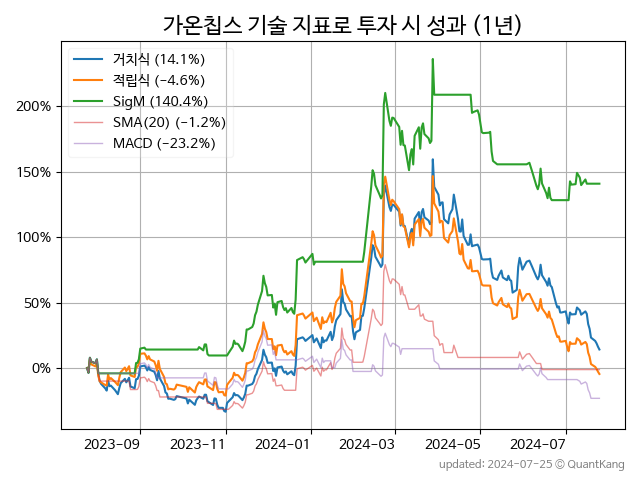 가온칩스 기술 지표로 투자 시 성과 (1년)
거치식 (14.1%)
적립식 (−4.6%)
SigM (140.4%)
SMA(20) (−1.2%)
MACD (−23.2%)
200%
150%
100%
50%
0%
2023-09 2023-11 2024-01 2024-03 2024-05 2024-07
updated: 2024-07-25 © QuantKang